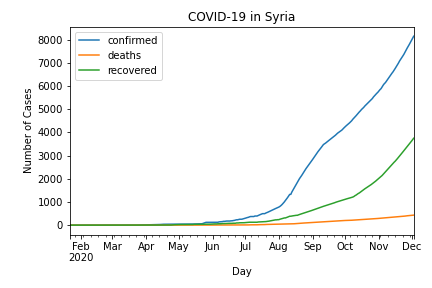 COVID-19 in Syria
confirmed
deaths
recovered
Number of Cases
8000
7000
6000
5000
4000
3000
2000
1000
0
Feb Mar Apr May Jun Jul Aug Sep Oct Nov Dec
2020
Day